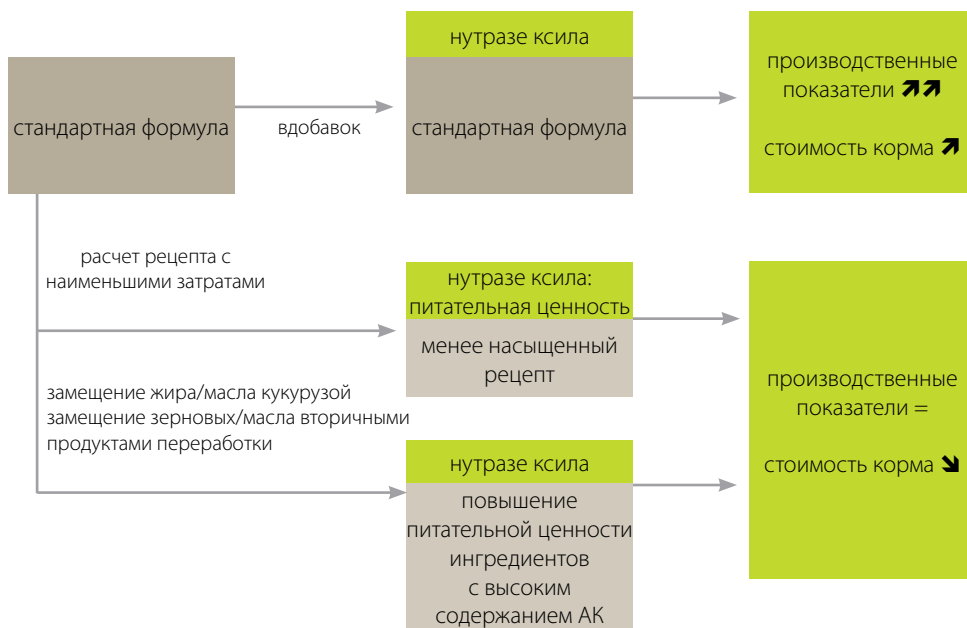 нутразе ксила
стандартная формула
вдобавок
стандартная формула
производственные
показатели ↗↗
стоимость корма ↗
расчет рецепта с
наименьшими затратами
нутразе ксила:
питательная ценность
менее насыщенный
рецепт
замещение жира/масла кукурузой
замещение зерновых/масла вторичными
продуктами переработки
нутразе ксила
повышение
питательной ценности
ингредиентов
с высоким
содержанием АК
производственные
показатели =
стоимость корма ↘